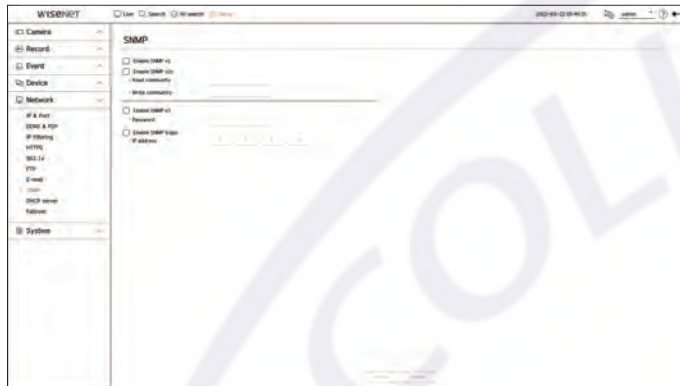 WISENET
Live Search AI search Setup
admin
Camera
Record
Event
Device
Network
IP & Port
DDNS & P2P
IP filtering
HTTPS
802.1x
FTP
E-mail
SNMP
DHCP server
Failover
System
SNMP
Enable SNMP v1
Enable SNMP v2c
- Read community
- Write community
Enable SNMP v3
- Password
Enable SNMP traps
- IP address
COLL